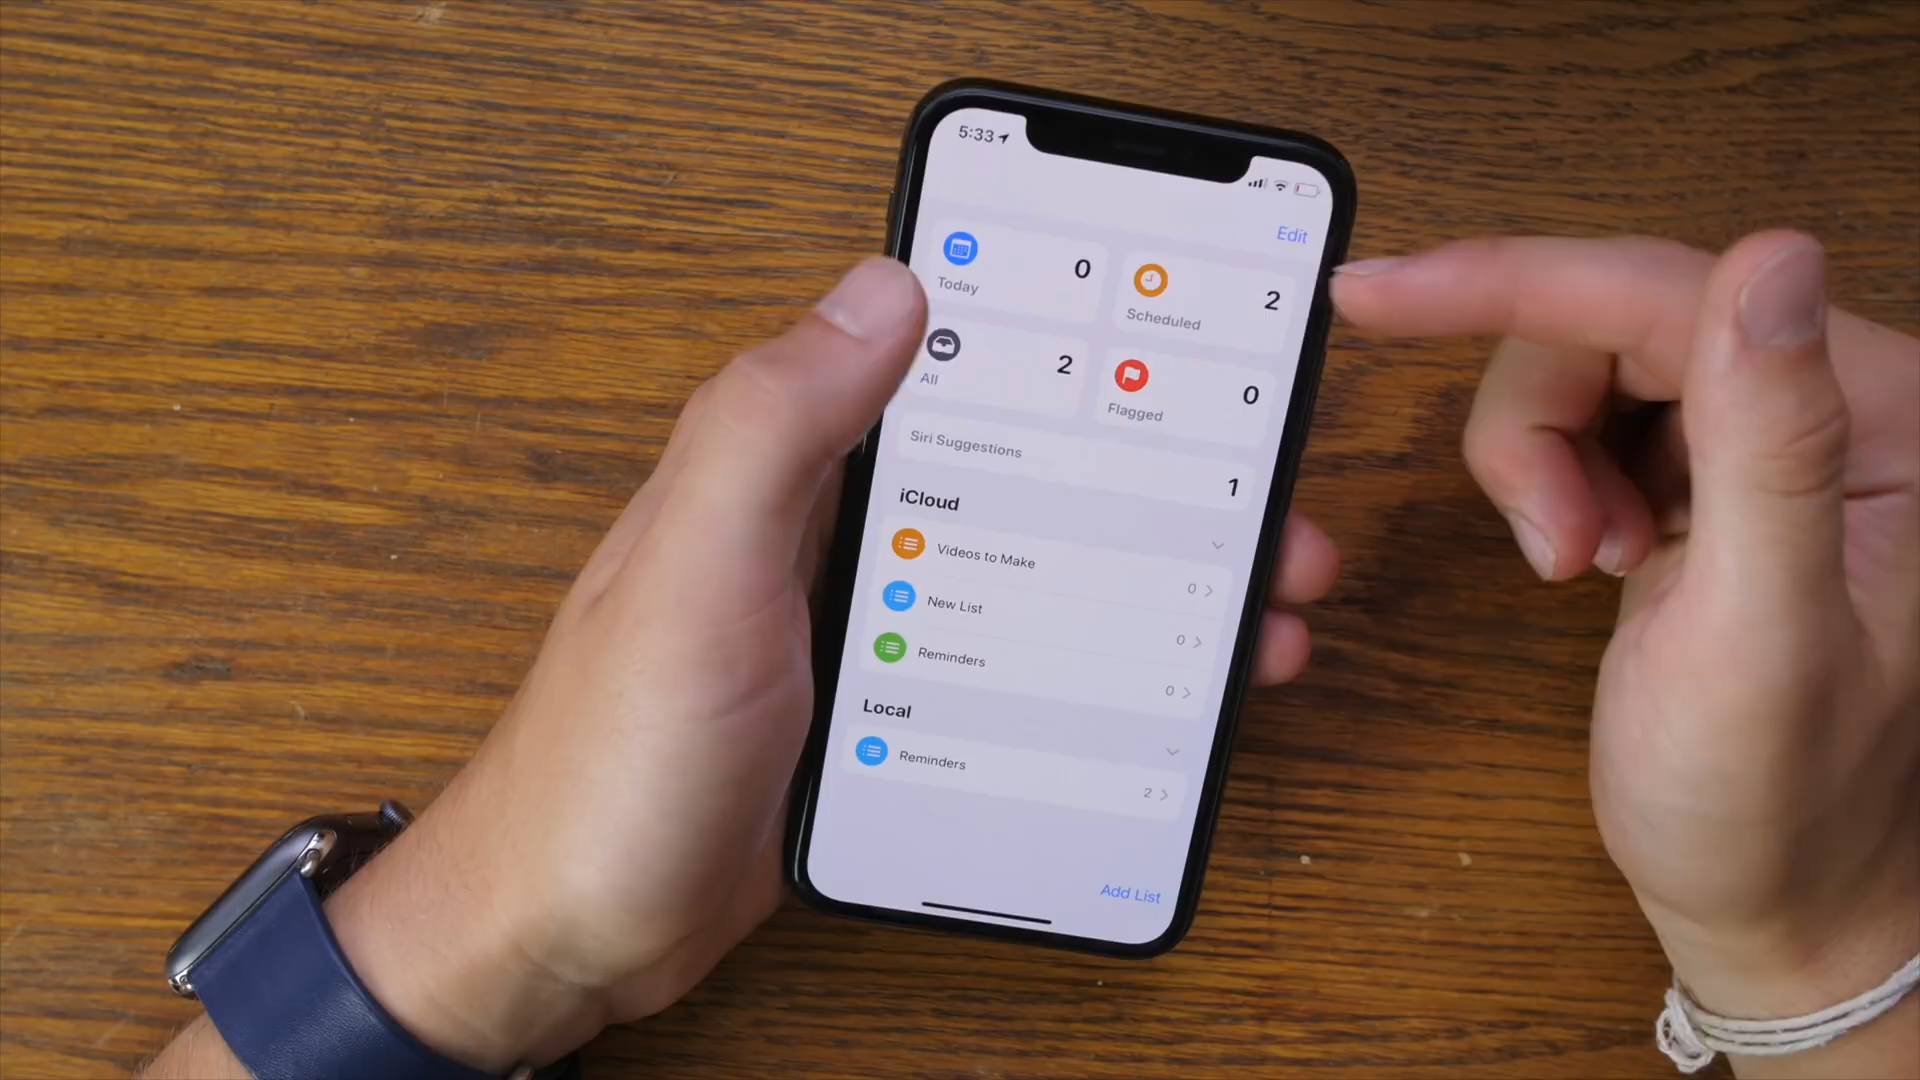 5:33
Edit
Today
0
Scheduled
2
All
2
Flagged
0
Siri Suggestions
1
iCloud
Videos to Make
0
New List
0
Reminders
0
Local
Reminders
2
Add List